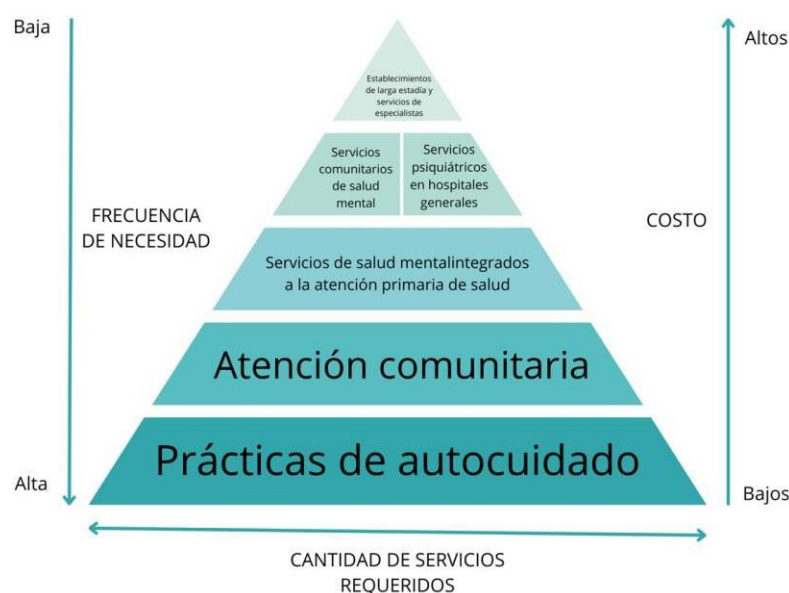 Baja
Altos
Establecimientos
de larga estadía y
servicios de
especialistas
Servicios
comunitarios
de salud
mental
Servicios
psiquiátricos
en hospitales
generales
FRECUENCIA
DE NECESIDAD
COSTO
Servicios de salud mentalintegrados
a la atención primaria de salud
Atención comunitaria
Prácticas de autocuidado
Alta
Bajos
CANTIDAD DE SERVICIOS
REQUERIDOS